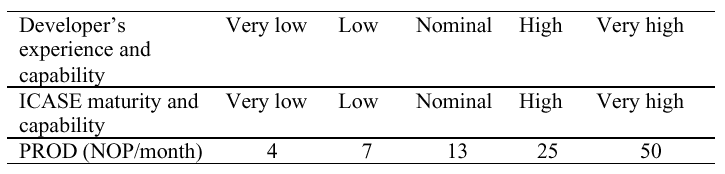 Developer's Very low Low Nominal High Very high
experience and
capability
ICASE maturity and Very low Low Nominal High Very high
capability
PROD (NOP/month) 4 7 13 25 50